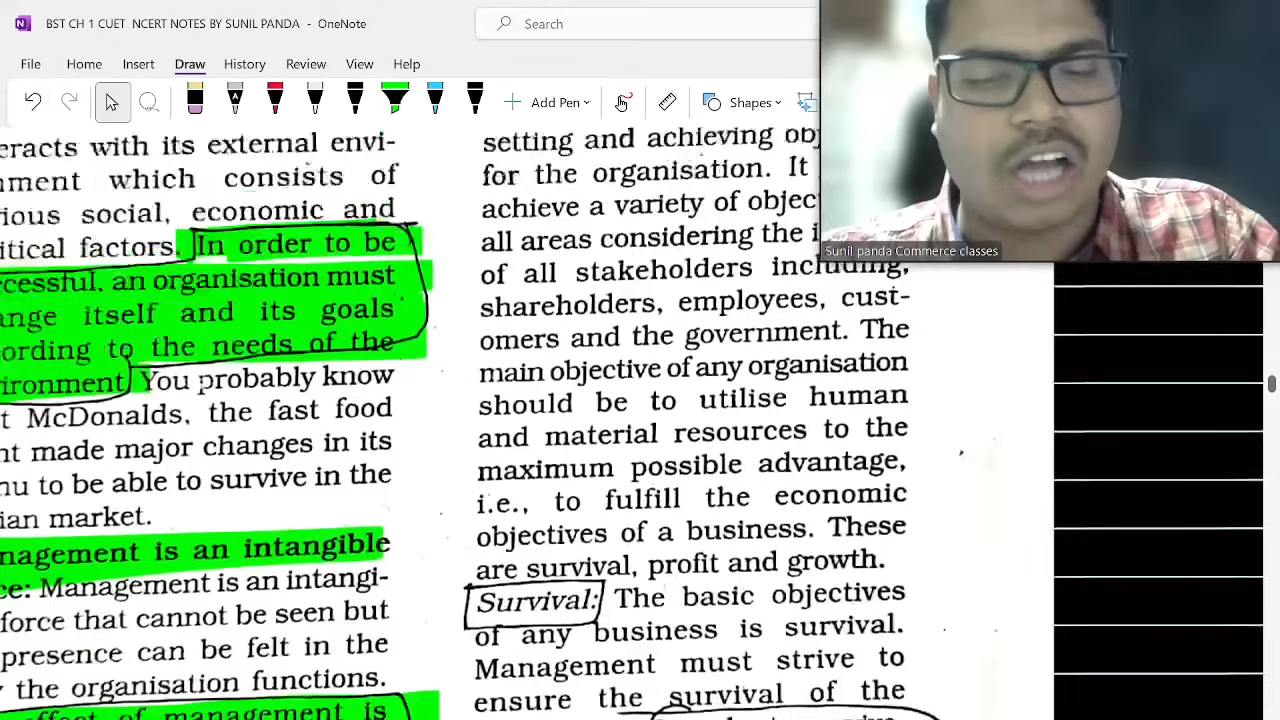 BST CH 1 CUET NCERT NOTES BY SUNIL PANDA - OneNote
Search
File Home Insert Draw History Review View Help
Add Pen
Shapes
eracts with its external envi-
nment which consists of
ious social, economic and
itical factors. In order to be
ccessful, an organisation must
ange itself and its goals
ording to the needs of the
vironment. You probably know
t McDonalds, the fast food
nt made major changes in its
nu to be able to survive in the
ian market.
nagement is an intangible
ce: Management is an intangi-
force that cannot be seen but
presence can be felt in the
the organisation functions.
effect of management is
setting and achieving obj
for the organisation. It
achieve a variety of objec
all areas considering the i
of all stakeholders including,
shareholders, employees, cust-
omers and the government. The
main objective of any organisation
should be to utilise human
and material resources to the
maximum possible advantage,
i.e., to fulfill the economic
objectives of a business. These
are survival, profit and growth.
Survival: The basic objectives
of any business is survival.
Management must strive to
ensure the survival of the
Sunil panda Commerce classes